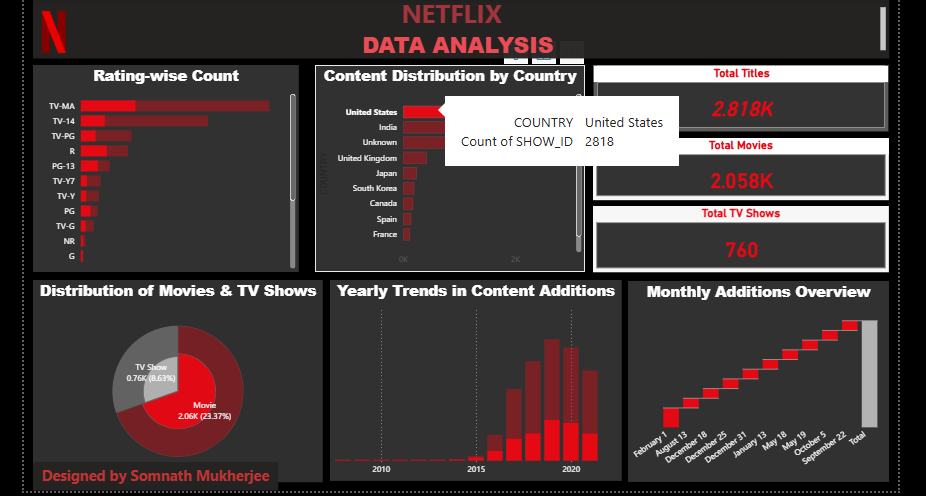 NETFLIX
DATA ANALYSIS
Rating-wise Count
TV-MA
TV-14
TV-PG
R
PG-13
TV-Y7
TV-Y
PG
TV-G
NR
G
Content Distribution by Country
United States
India
Unknown
United Kingdom
Japan
South Korea
Canada
Spain
France
COUNTRY
0K 2K
COUNTRY United States
Count of SHOW_ID 2818
Total Titles
2.818K
Total Movies
2.058K
Total TV Shows
760
Distribution of Movies & TV Shows
TV Show
0.76K (8.63%)
Movie
2.06K (23.37%)
Designed by Somnath Mukherjee
Yearly Trends in Content Additions
2010 2015 2020
Monthly Additions Overview
February 1
August 13
December 18
December 25
December 31
January 13
May 18
May 19
October 5
September 22
Total